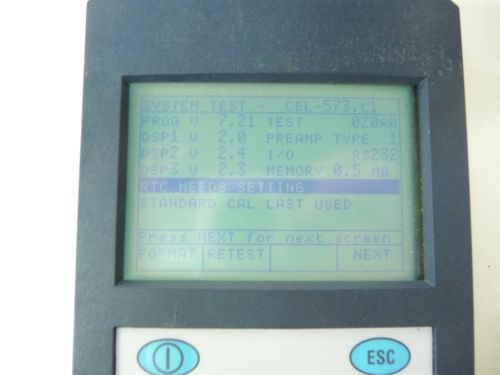 SYSTEM TEST - CEL-573.C1
PROG V 7.21 TEST 020R0
DSP1 V 2.0 PREAMP TYPE 1
DSP2 V 2.4 I/O RS232
DSP3 V 2.3 MEMORY 0.5 MB
RTC NEEDS SETTING
STANDARD CAL LAST USED
Press NEXT for next screen
FORMAT RETEST NEXT
ESC